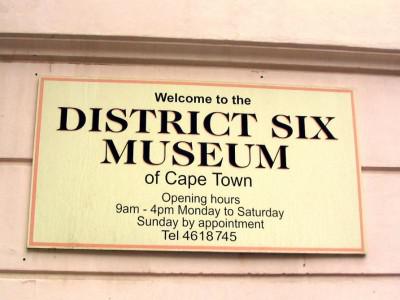 Welcome to the
DISTRICT SIX
MUSEUM
of Cape Town
Opening hours
9am - 4pm Monday to Saturday
Sunday by appointment
Tel 4618745